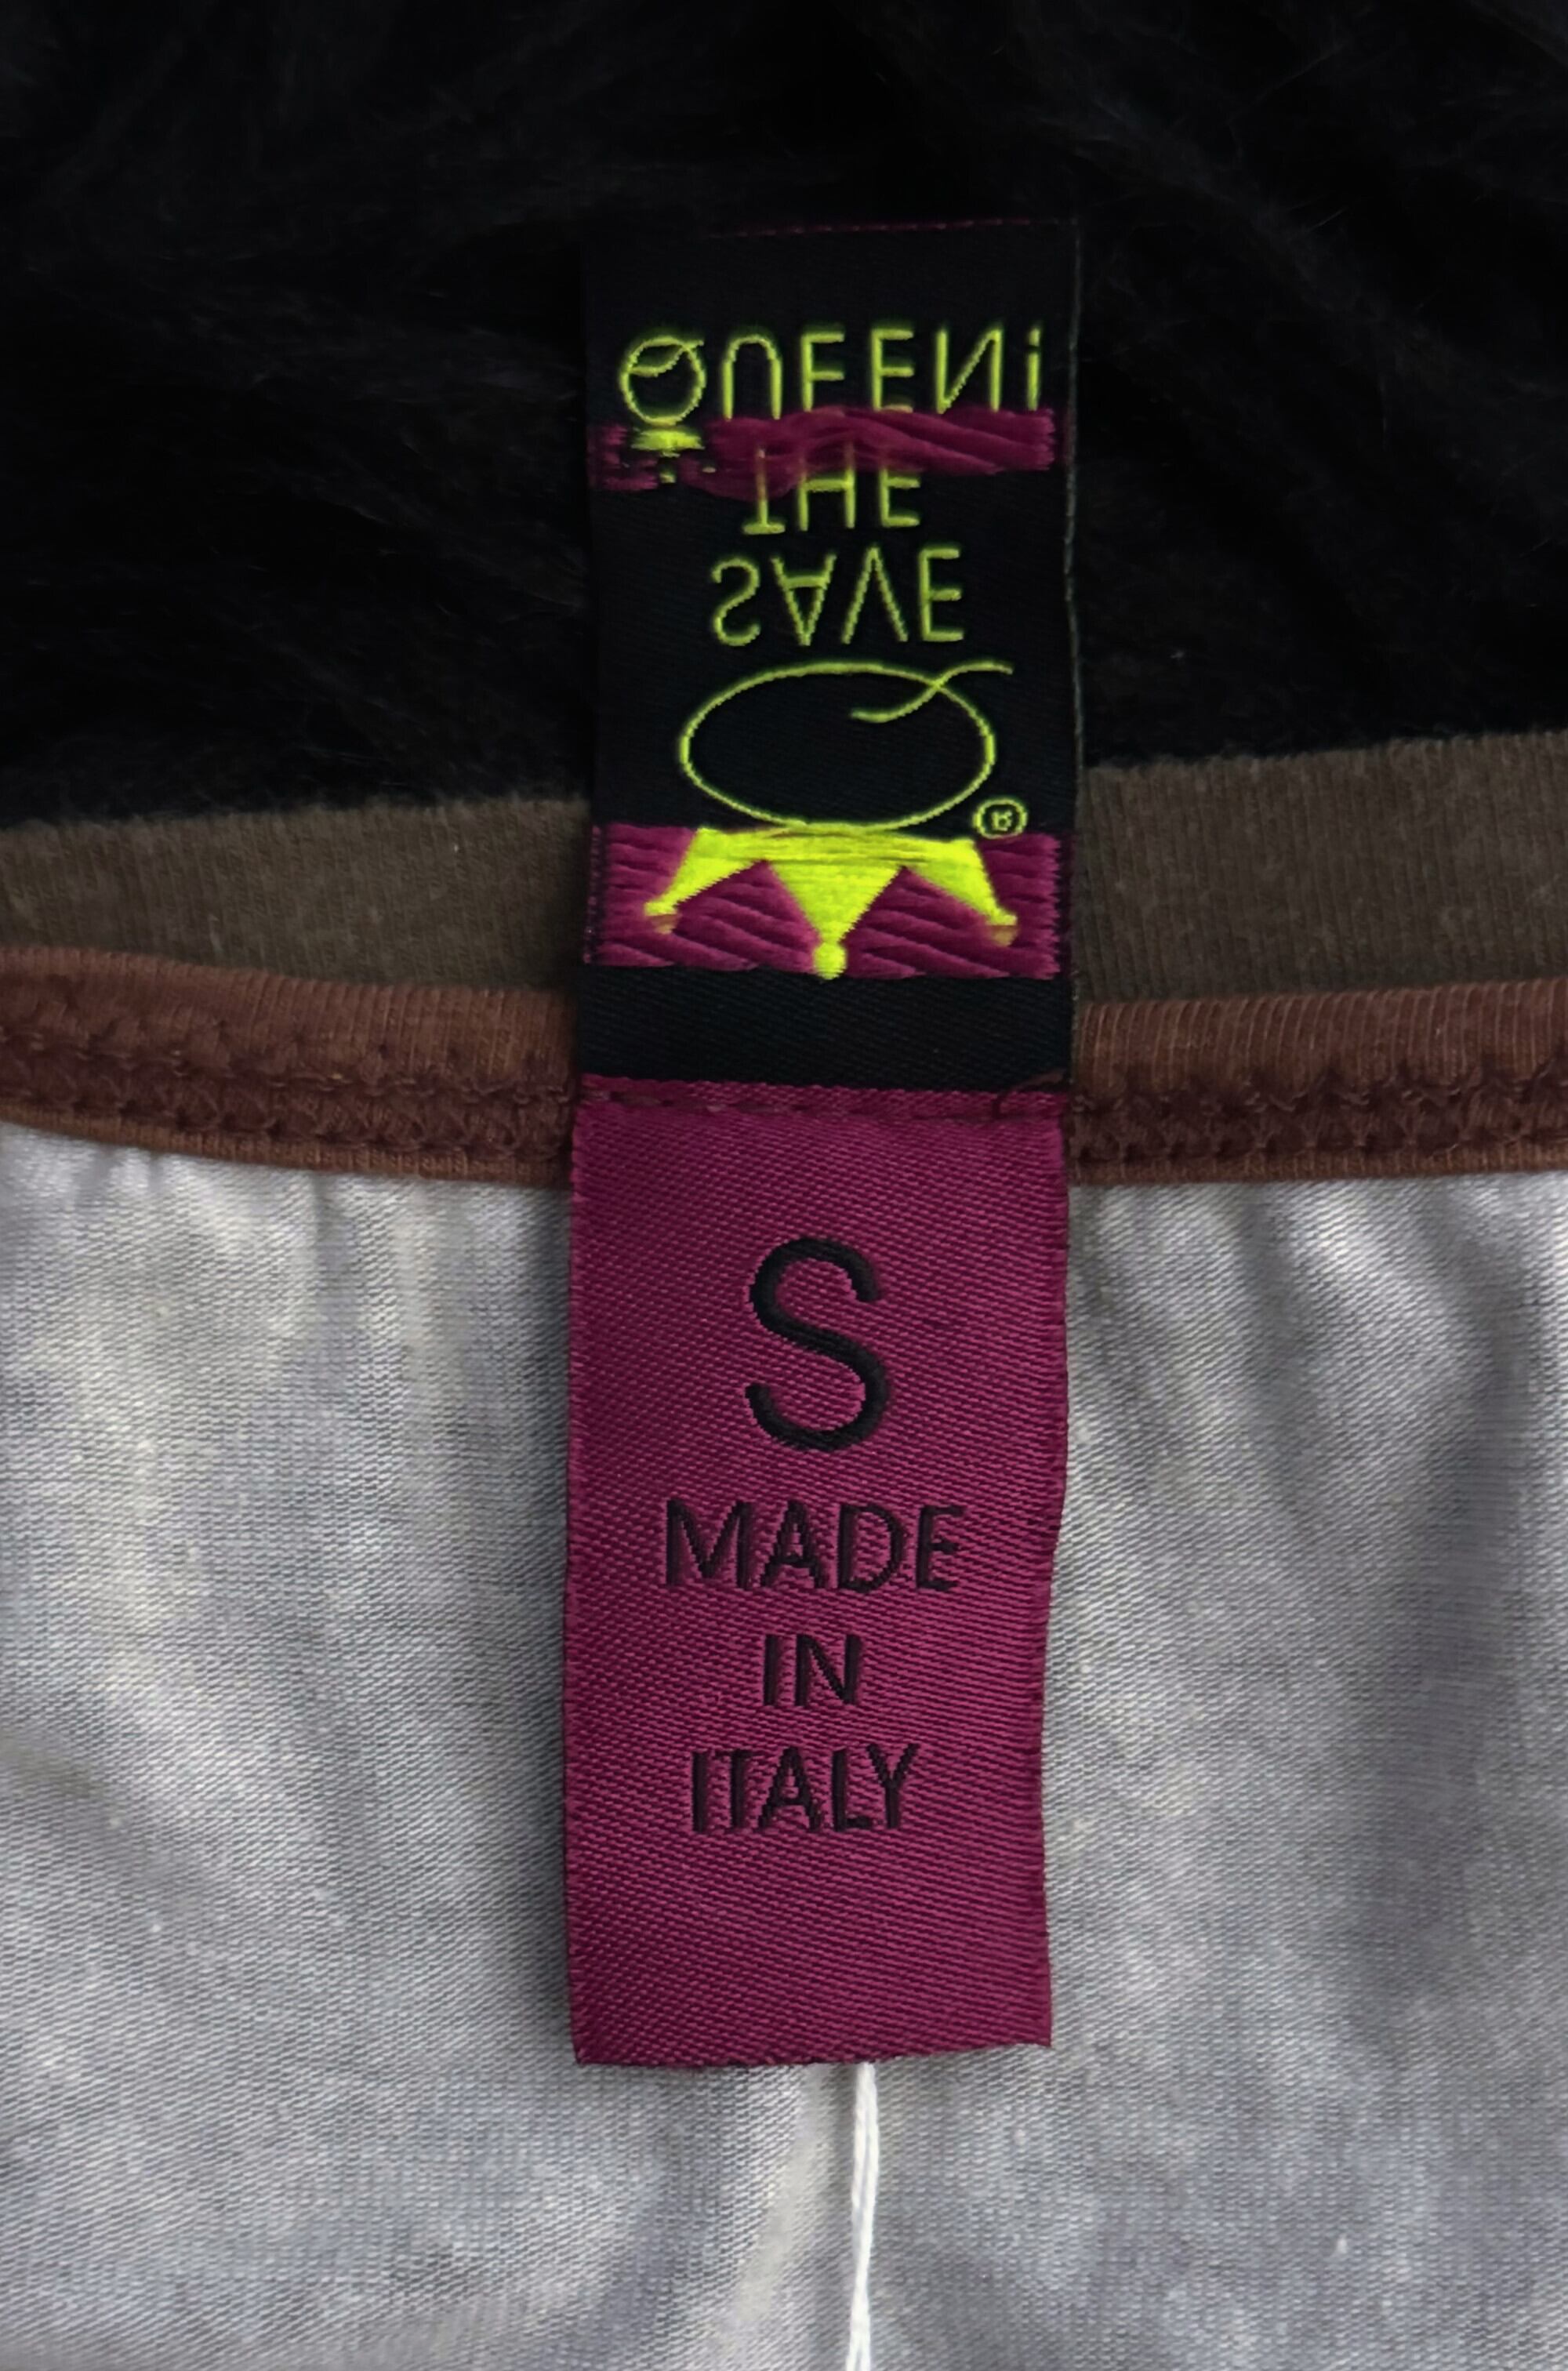 Q®
SAVE
THE
QUEEN!
S
MADE
IN
ITALY